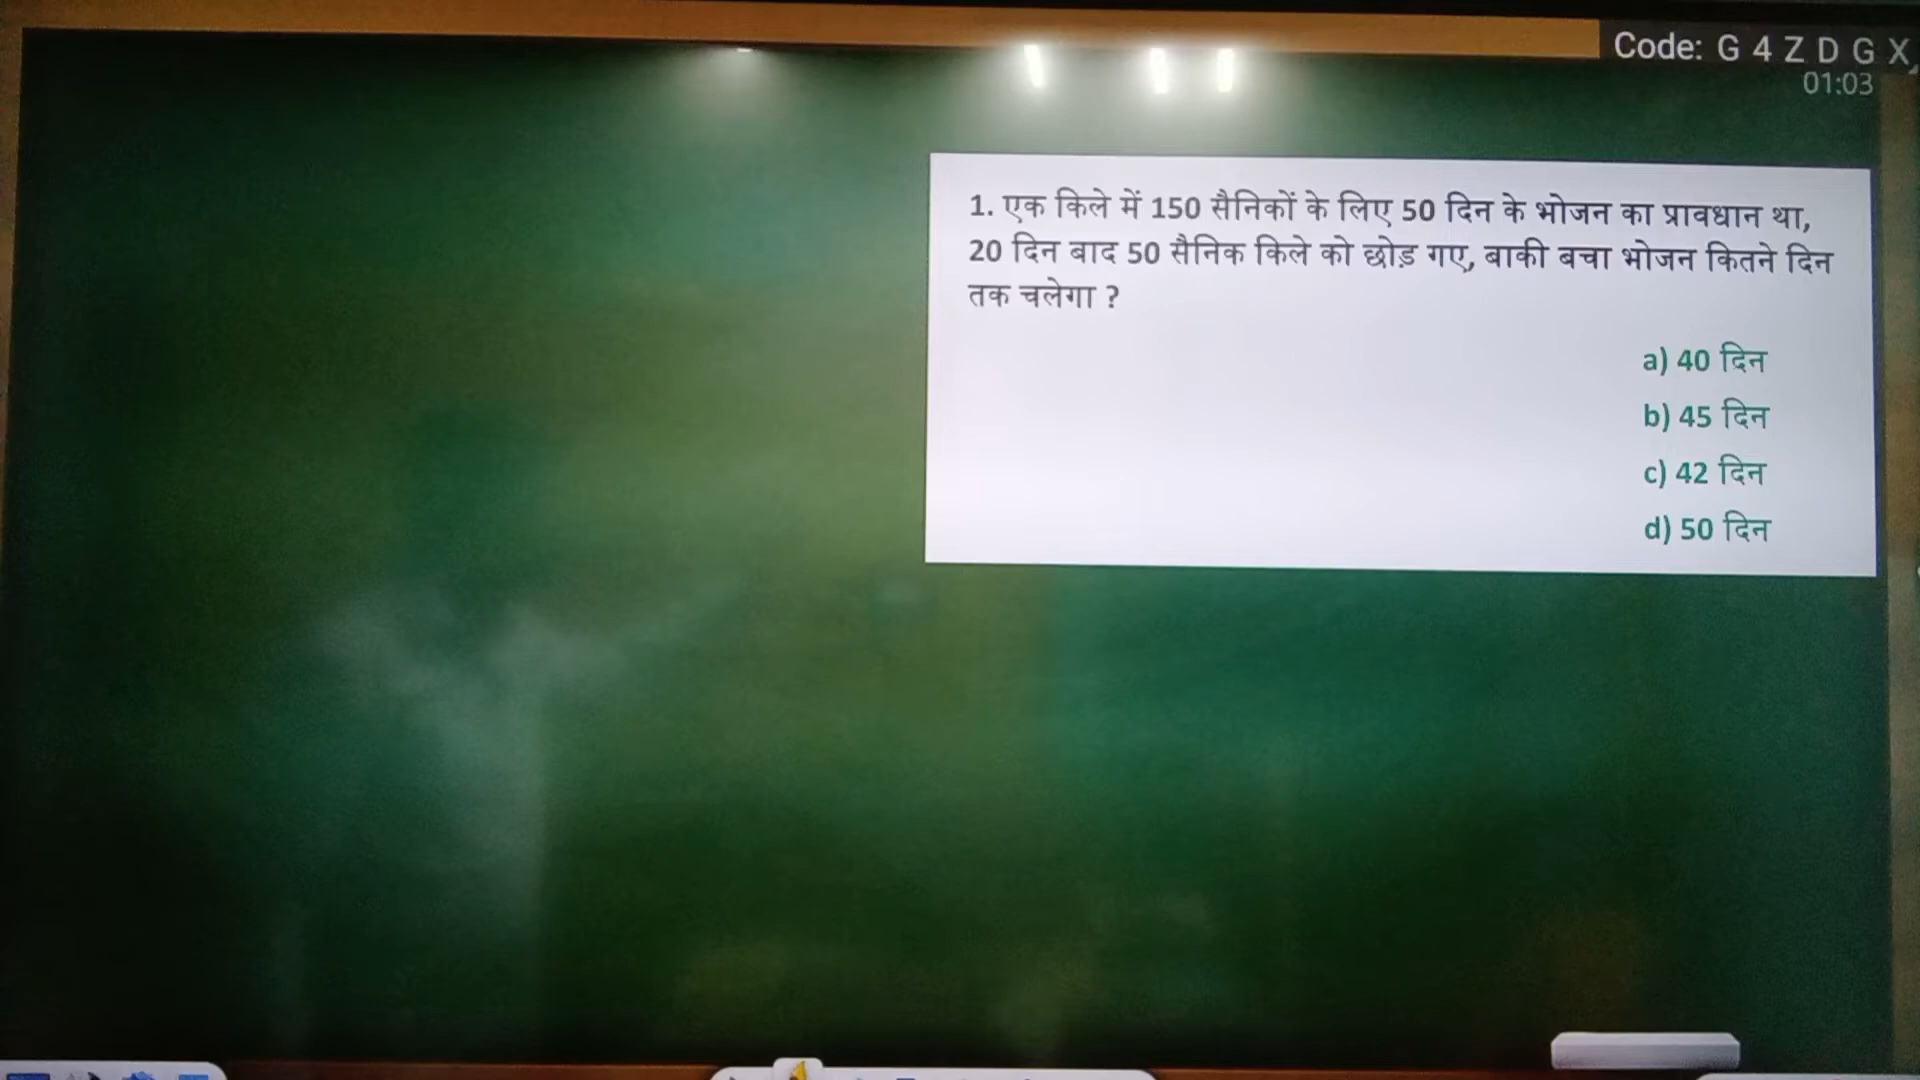 Code: G 4 Z D G X
01:03
1. एक किले में 150 सैनिकों के लिए 50 दिन के भोजन का प्रावधान था,
20 दिन बाद 50 सैनिक किले को छोड़ गए, बाकी बचा भोजन कितने दिन
तक चलेगा ?
a) 40 दिन
b) 45 दिन
c) 42 दिन
d) 50 दिन